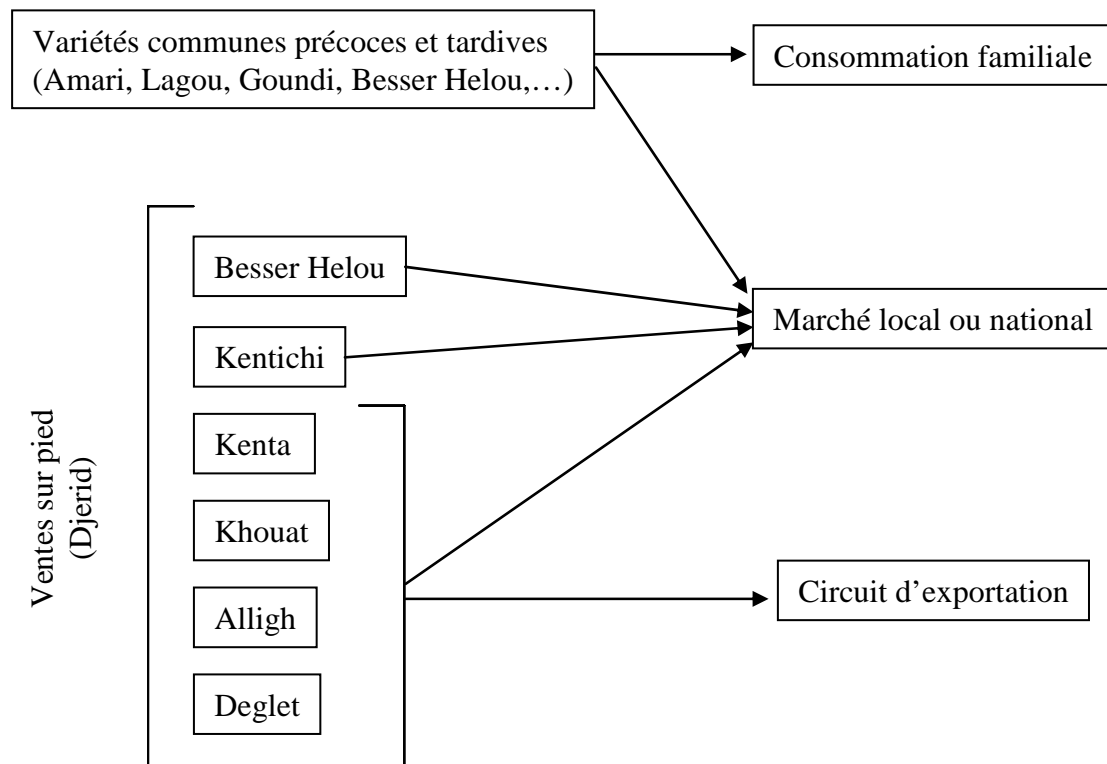 Variétés communes précoces et tardives
(Amari, Lagou, Goundi, Besser Helou,…)
Consommation familiale
Ventes sur pied
(Djerid)
Besser Helou
Kentichi
Kenta
Khouat
Alligh
Deglet
Marché local ou national
Circuit d’exportation